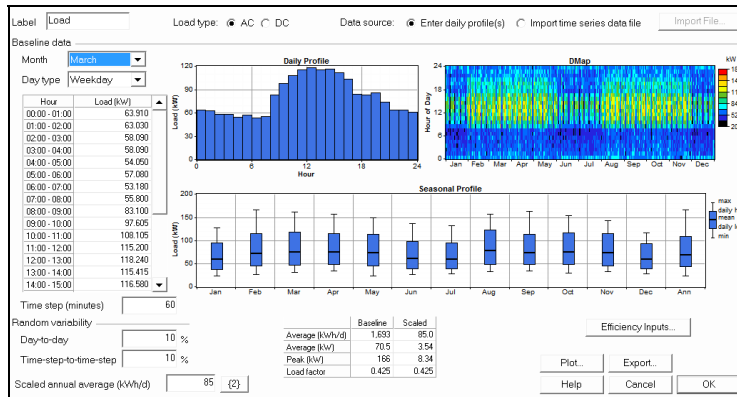 Label Load Load type: AC DC Data source: Enter daily profile(s) Import time series data file Import File...
Baseline data
Month March
Day type Weekday
Hour Load (kW)
00:00 - 01:00 63.910
01:00 - 02:00 63.030
02:00 - 03:00 58.090
03:00 - 04:00 58.090
04:00 - 05:00 54.050
05:00 - 06:00 57.080
06:00 - 07:00 53.180
07:00 - 08:00 55.800
08:00 - 09:00 83.100
09:00 - 10:00 97.605
10:00 - 11:00 108.105
11:00 - 12:00 115.200
12:00 - 13:00 118.240
13:00 - 14:00 115.415
14:00 - 15:00 116.580
Daily Profile
Load (kW)
120
90
60
30
0
0 6 12 18 24
Hour
DMap
Hour of Day
24
18
12
6
0
Jan Feb Mar Apr May Jun Jul Aug Sep Oct Nov Dec
kW
Seasonal Profile
Load (kW)
200
150
100
50
0
Jan Feb Mar Apr May Jun Jul Aug Sep Oct Nov Dec Ann
max
mean
min
Time step (minutes) 60
Random variability
Day-to-day 10 %
Time-step-to-time-step 10 %
Scaled annual average (kWh/d) 85 {2}
Baseline Scaled
Average (kWh/d) 1,693 85.0
Average (kW) 70.5 3.54
Peak (kW) 166 8.34
Load factor 0.425 0.425
Efficiency Inputs...
Plot... Export...
Help Cancel OK